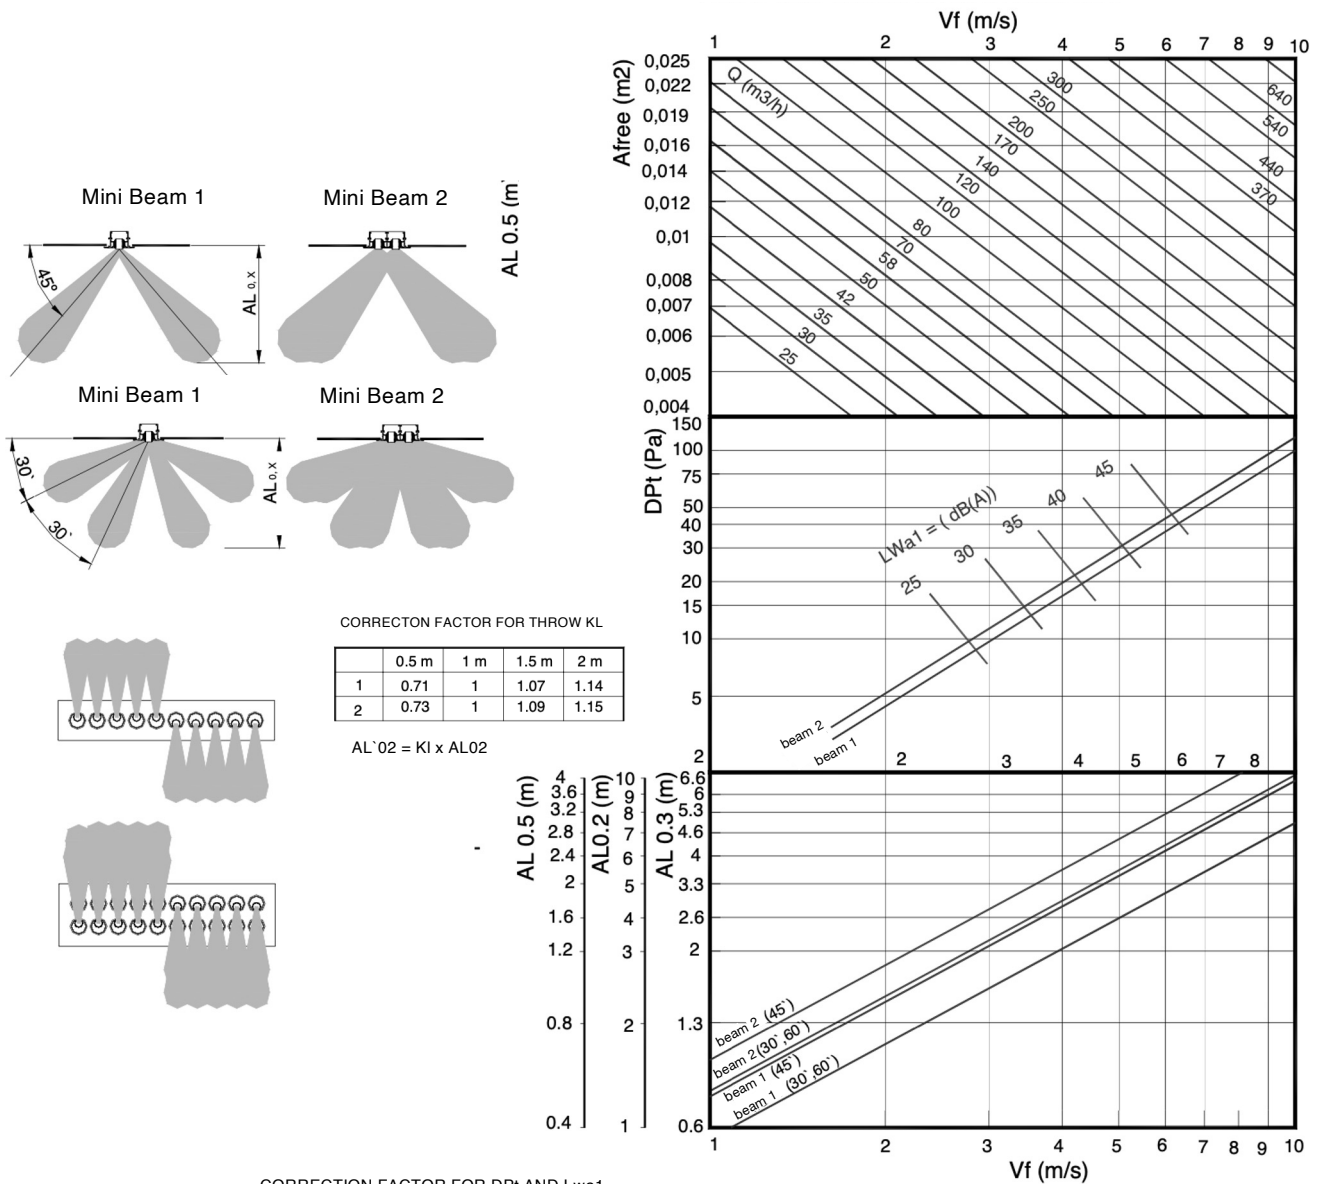 Vf (m/s)
1 2 3 4 5 6 7 8 9 10
Afree (m2)
0,025
0,022
0,019
0,016
0,014
0,012
0,01
0,008
0,007
0,006
0,005
0,004
Q (m3/h)
300
250
200
170
140
120
100
80
70
58
50
42
35
30
25
640
540
440
370
Mini Beam 1
Mini Beam 2
AL 0.5 (m`
45°
AL 0, X
Mini Beam 1
Mini Beam 2
30`
30`
AL 0, X
DPt (Pa)
150
100
75
50
40
30
20
15
10
5
2
LWa1 = ( dB(A))
25
30
35
40
45
beam 2
beam 1
2 3 4 5 6 7 8
CORRECTON FACTOR FOR THROW KL
0.5 m 1 m 1.5 m 2 m
1 0.71 1 1.07 1.14
2 0.73 1 1.09 1.15
AL`02 = Kl x AL02
-
AL 0.5 (m)
4
3.6
3.2
2.8
2.4
2
1.6
1.2
0.8
0.4
AL0.2 (m)
10
9
8
7
6
5
4
3
2
1
AL 0.3 (m)
6.6
6
5.3
4.6
4
3.3
2.6
2
1.3
0.6
beam 2 (45`)
beam 2 (30`,60`)
beam 1 (45`)
beam 1 (30`,60`)
1 2 3 4 5 6 7 8 9 10
Vf (m/s)
CORRECTION FACTOR FOR DPt AND Lwa1